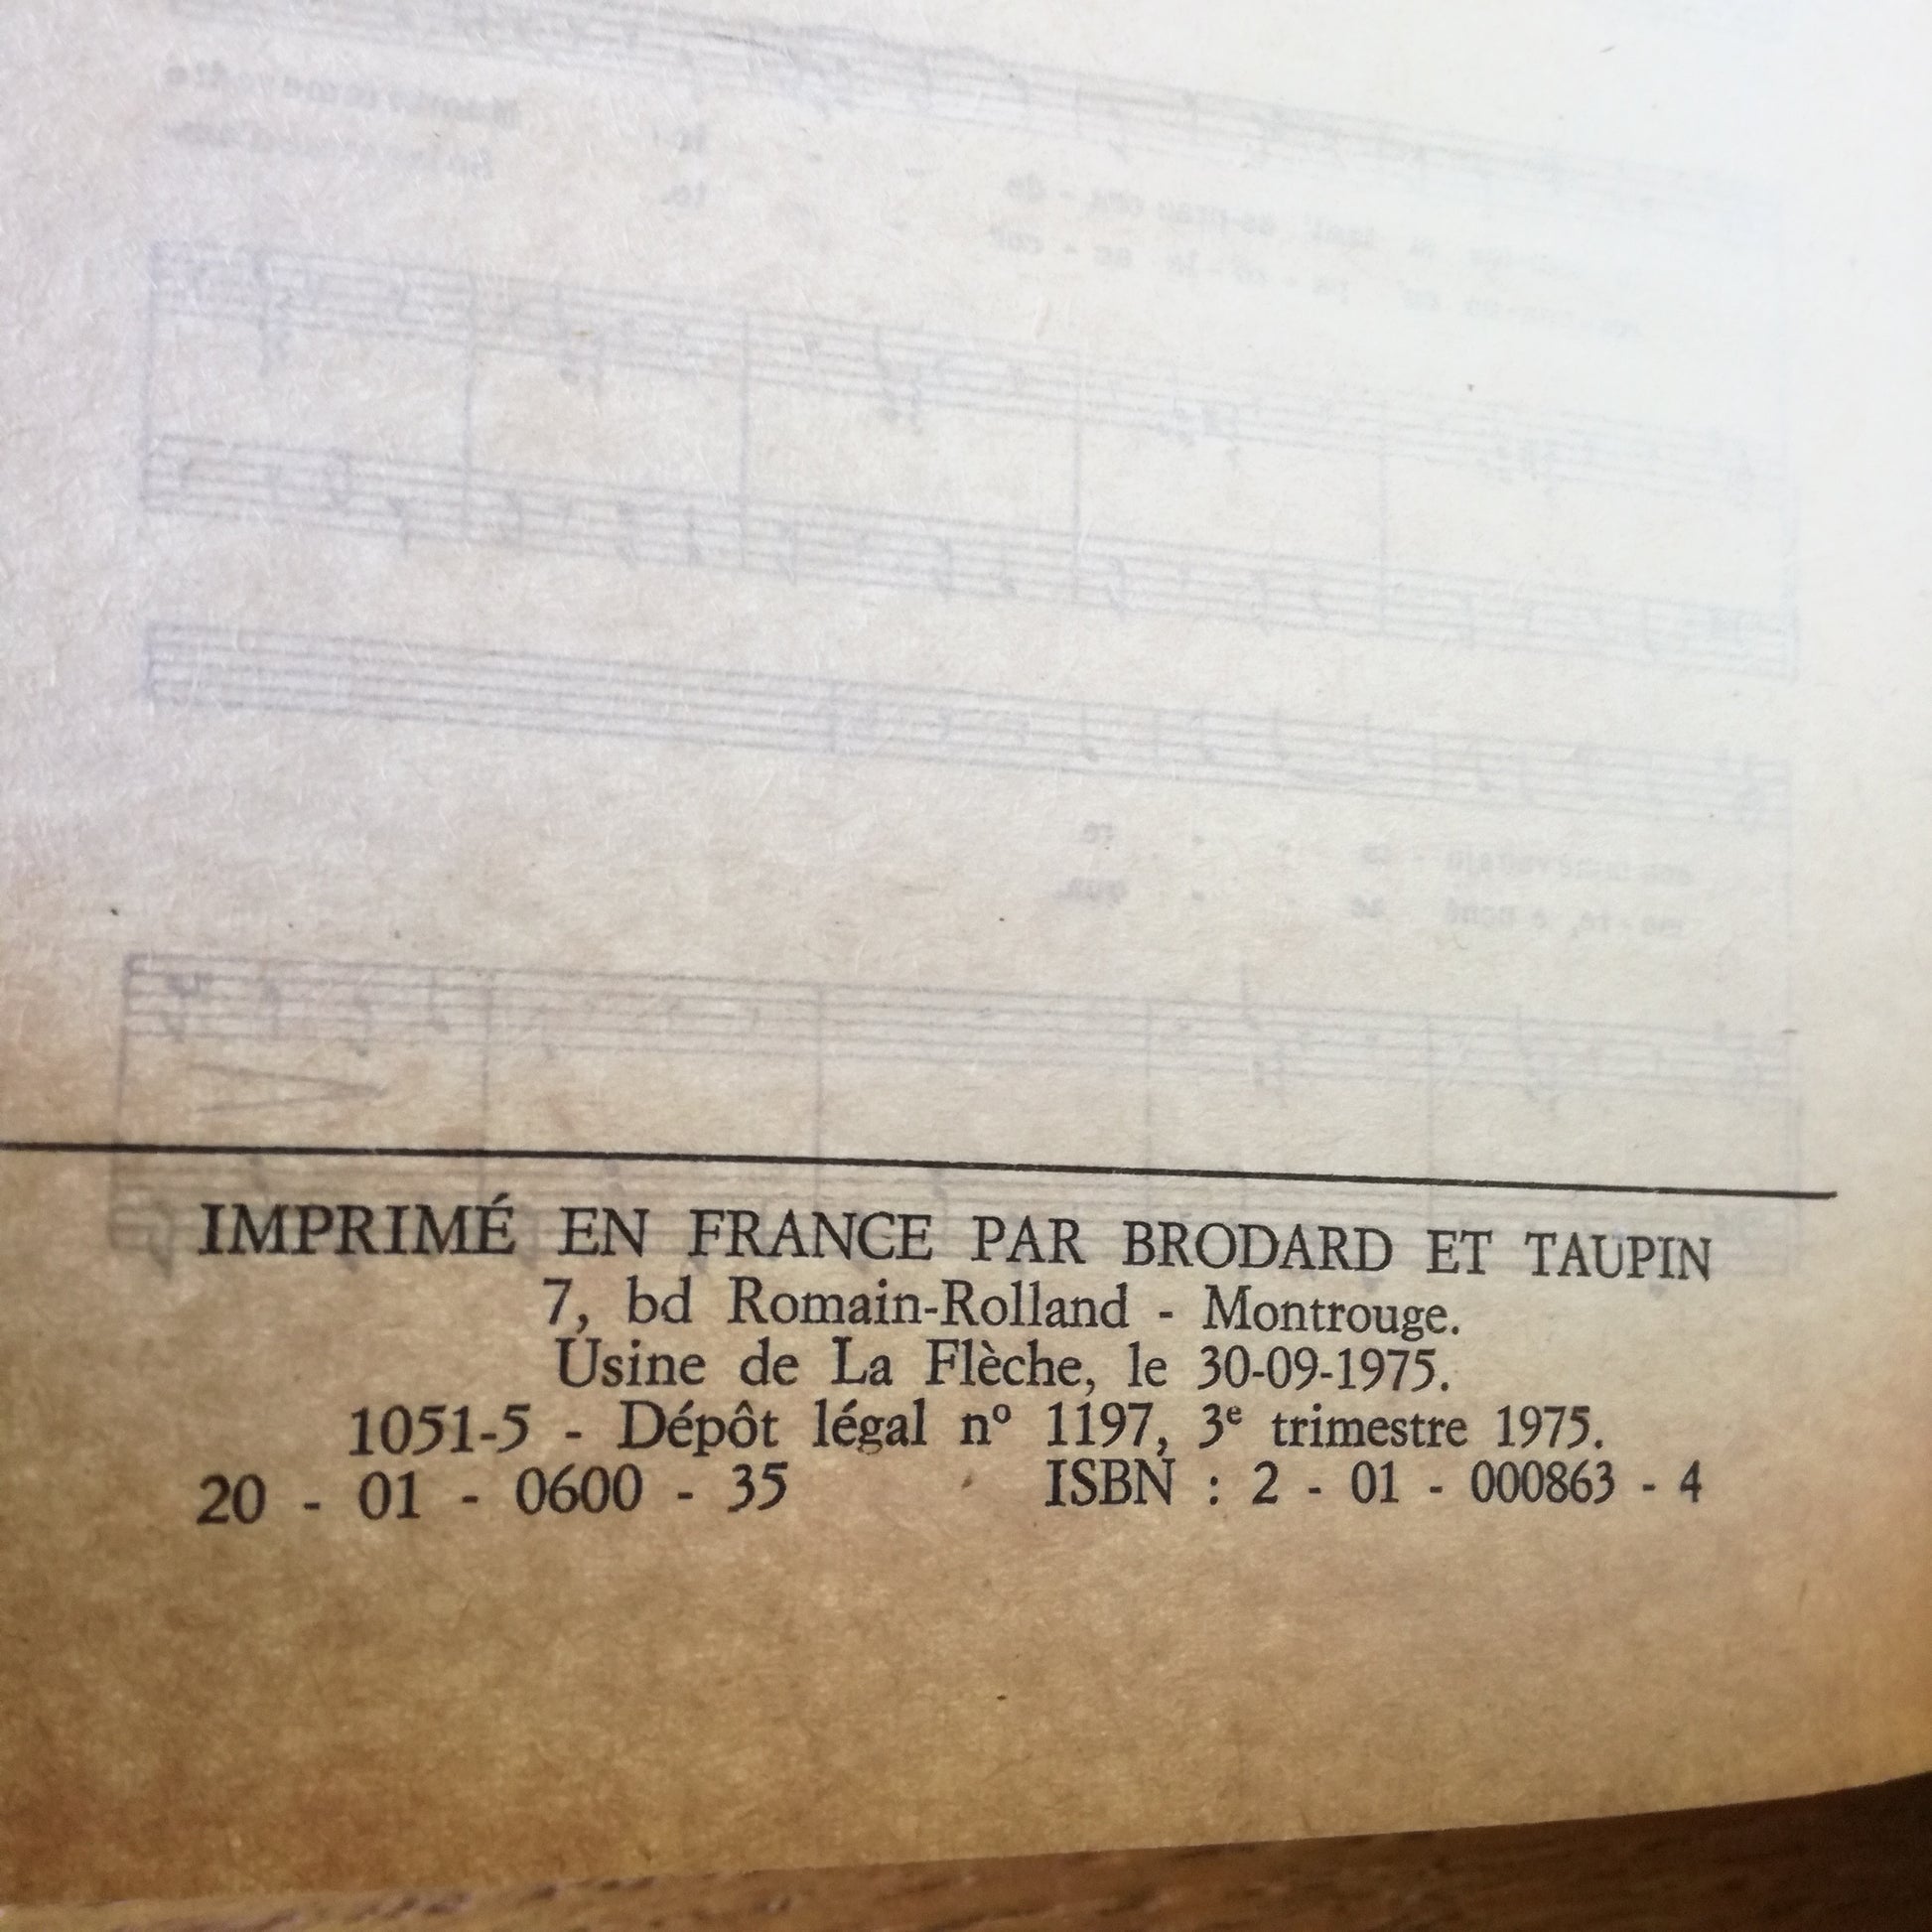 IMPRIMÉ EN FRANCE PAR BRODARD ET TAUPIN
7, bd Romain-Rolland - Montrouge.
Usine de La Flèche, le 30-09-1975.
1051-5 - Dépôt légal nº 1197, 3e trimestre 1975.
20 - 01 - 0600 - 35 ISBN : 2 - 01 - 000863 - 4